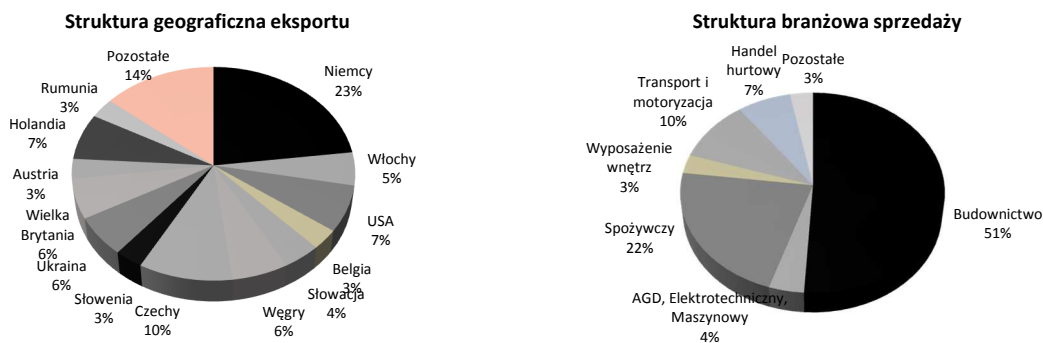 Struktura geograficzna eksportu
Niemcy
23%
Włochy
5%
USA
7%
Belgia
3%
Słowacja
4%
Węgry
6%
Czechy
10%
Słowenia
3%
Ukraina
6%
Wielka
Brytania
6%
Austria
3%
Holandia
7%
Rumunia
3%
Pozostałe
14%
Struktura branżowa sprzedaży
Budownictwo
51%
AGD, Elektrotechniczny,
Maszynowy
4%
Spożywczy
22%
Wyposażenie
wnętrz
3%
Transport i
motoryzacja
10%
Handel
hurtowy
7%
Pozostałe
3%